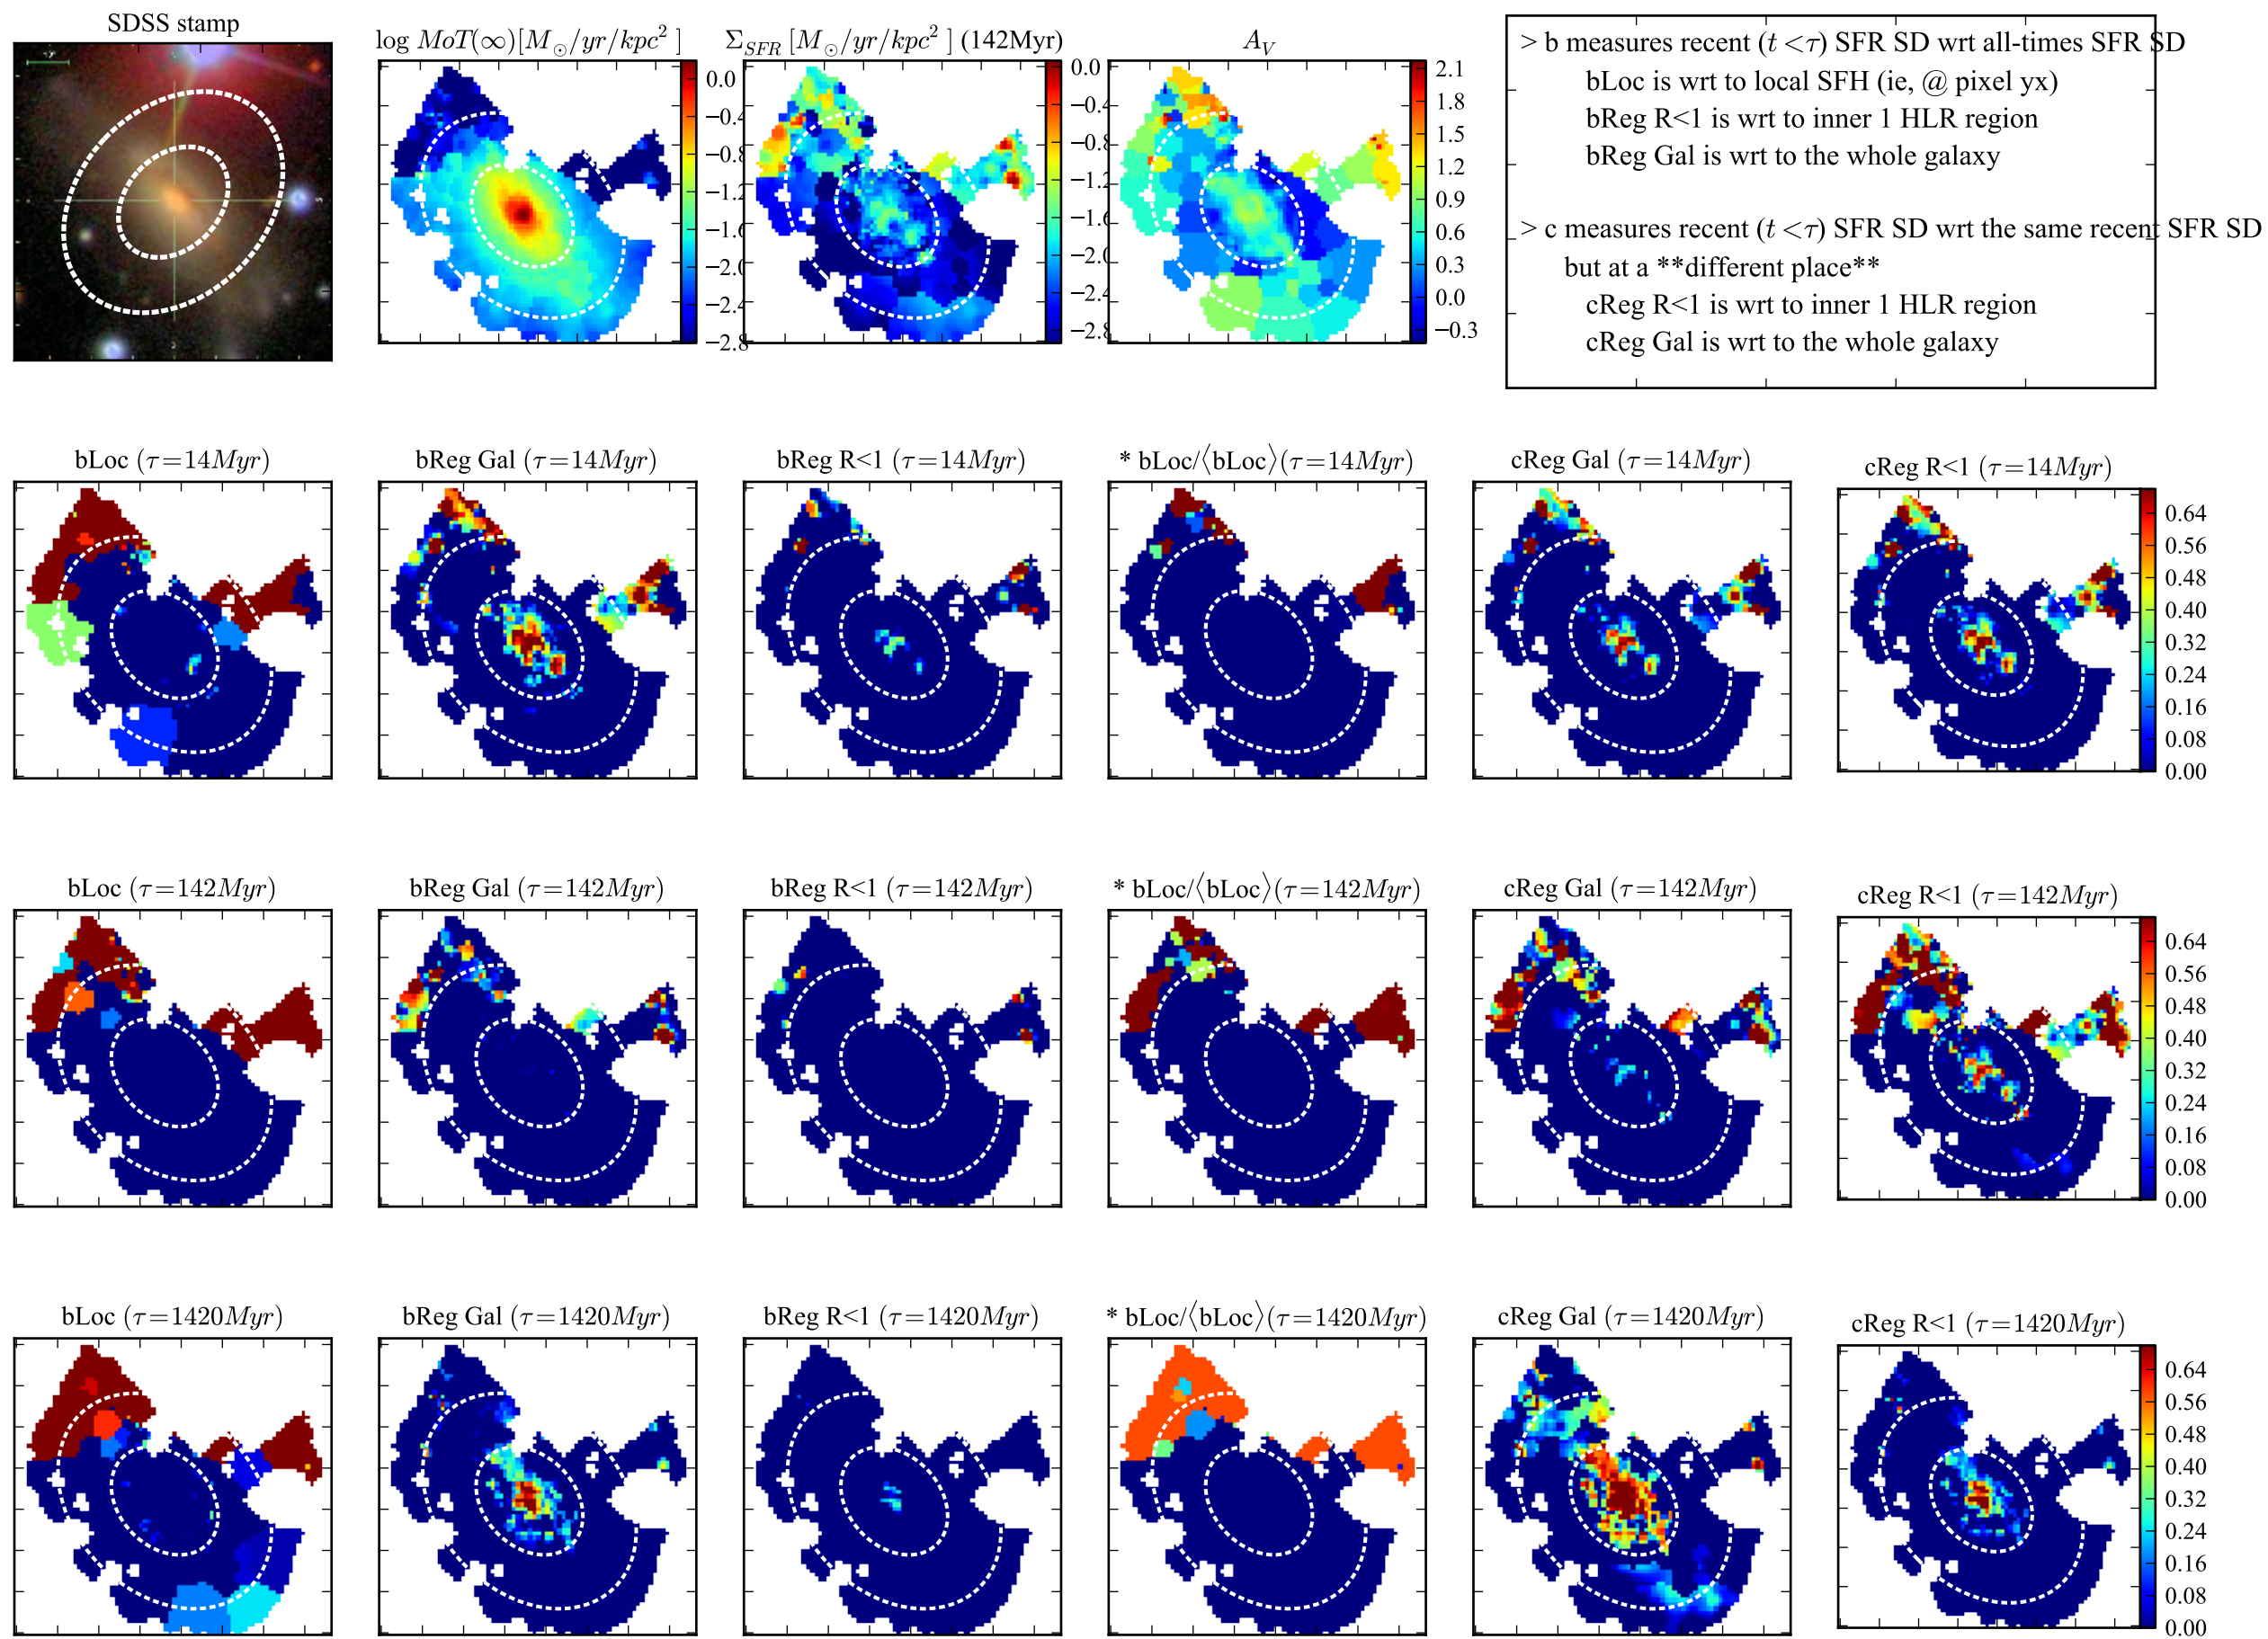 SDSS stamp
log MoT(∞)[M⊙/yr/kpc² ]
Σ_SFR [M⊙/yr/kpc² ] (142Myr)
A_V
0.0
−0.4
−0.8
−1.2
−1.6
−2.0
−2.4
−2.8
0.0
−0.4
−0.8
−1.2
−1.6
−2.0
−2.4
−2.8
2.1
1.8
1.5
1.2
0.9
0.6
0.3
0.0
−0.3
> b measures recent (t <τ) SFR SD wrt all-times SFR SD
bLoc is wrt to local SFH (ie, @ pixel yx)
bReg R<1 is wrt to inner 1 HLR region
bReg Gal is wrt to the whole galaxy
> c measures recent (t <τ) SFR SD wrt the same recent SFR SD
but at a **different place**
cReg R<1 is wrt to inner 1 HLR region
cReg Gal is wrt to the whole galaxy
bLoc (τ=14Myr)
bReg Gal (τ=14Myr)
bReg R<1 (τ=14Myr)
* bLoc/⟨bLoc⟩(τ=14Myr)
cReg Gal (τ=14Myr)
cReg R<1 (τ=14Myr)
0.64
0.56
0.48
0.40
0.32
0.24
0.16
0.08
0.00
bLoc (τ=142Myr)
bReg Gal (τ=142Myr)
bReg R<1 (τ=142Myr)
* bLoc/⟨bLoc⟩(τ=142Myr)
cReg Gal (τ=142Myr)
cReg R<1 (τ=142Myr)
0.64
0.56
0.48
0.40
0.32
0.24
0.16
0.08
0.00
bLoc (τ=1420Myr)
bReg Gal (τ=1420Myr)
bReg R<1 (τ=1420Myr)
* bLoc/⟨bLoc⟩(τ=1420Myr)
cReg Gal (τ=1420Myr)
cReg R<1 (τ=1420Myr)
0.64
0.56
0.48
0.40
0.32
0.24
0.16
0.08
0.00